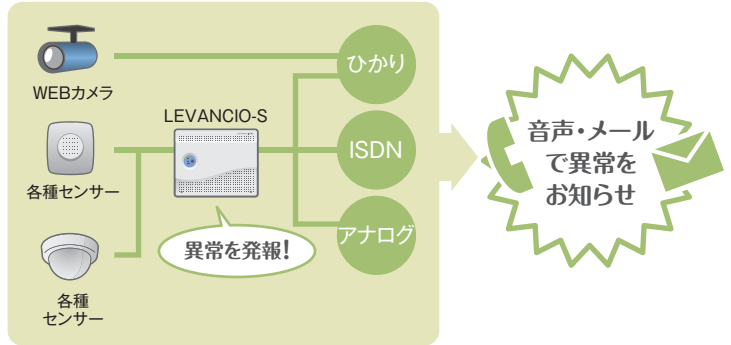 WEBカメラ
各種センサー
各種
センサー
LEVANCIO-S
異常を発報!
ひかり
ISDN
アナログ
音声・メール
で異常を
お知らせ